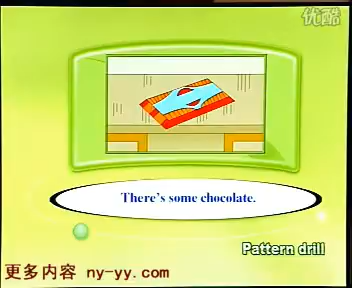 优酷
There's some chocolate.
Pattern drill
更多内容 ny-yy.com